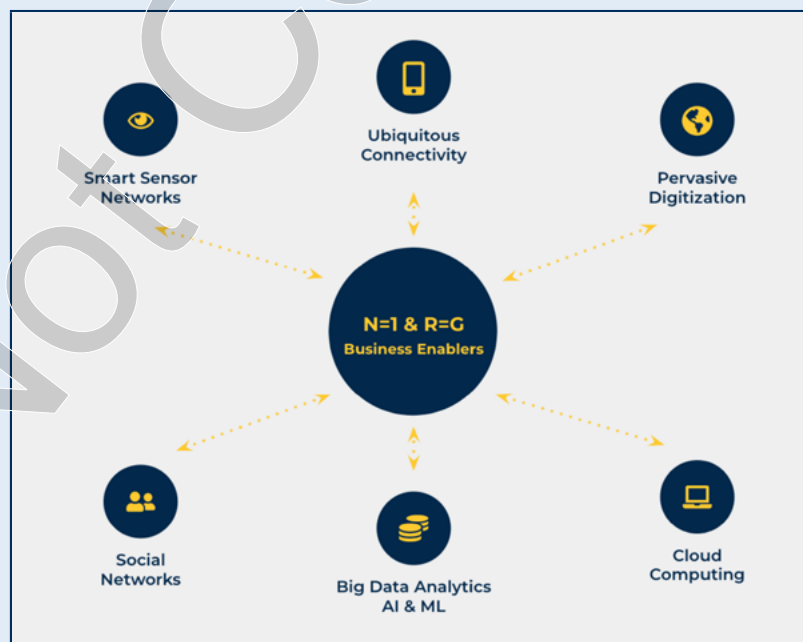 Ubiquitous
Connectivity
Smart Sensor
Networks
Pervasive
Digitization
N=1 & R=G
Business Enablers
Social
Networks
Big Data Analytics
AI & ML
Cloud
Computing
Not C